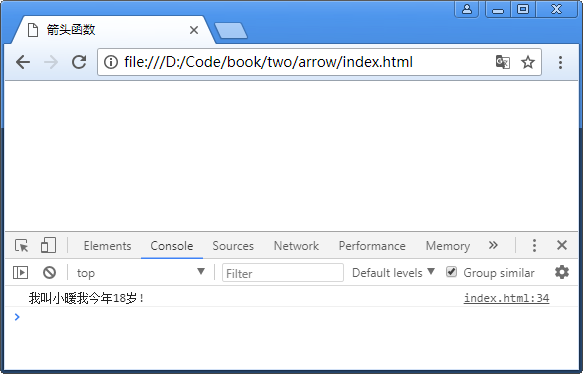 箭头函数
file:///D:/Code/book/two/arrow/index.html
Elements Console Sources Network Performance Memory »
top Filter Default levels Group similar
我叫小暖我今年18岁! index.html:34